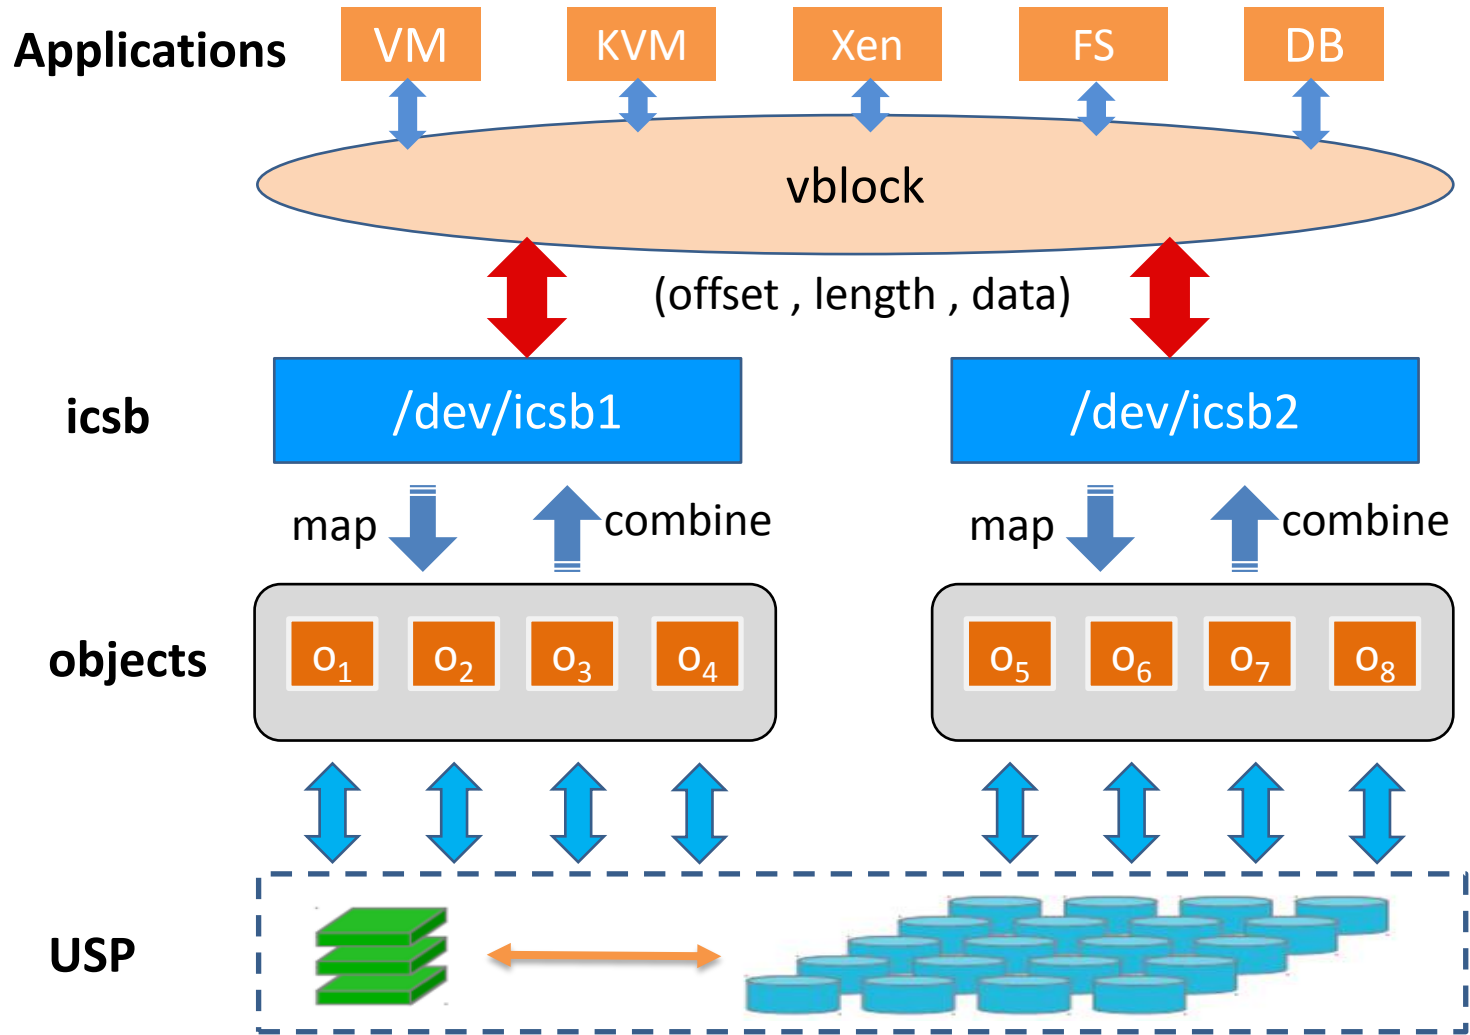 Applications VM KVM Xen FS DB
vblock
(offset , length , data)
icsb /dev/icsb1 /dev/icsb2
map combine map combine
objects o₁ o₂ o₃ o₄ o₅ o₆ o₇ o₈
USP